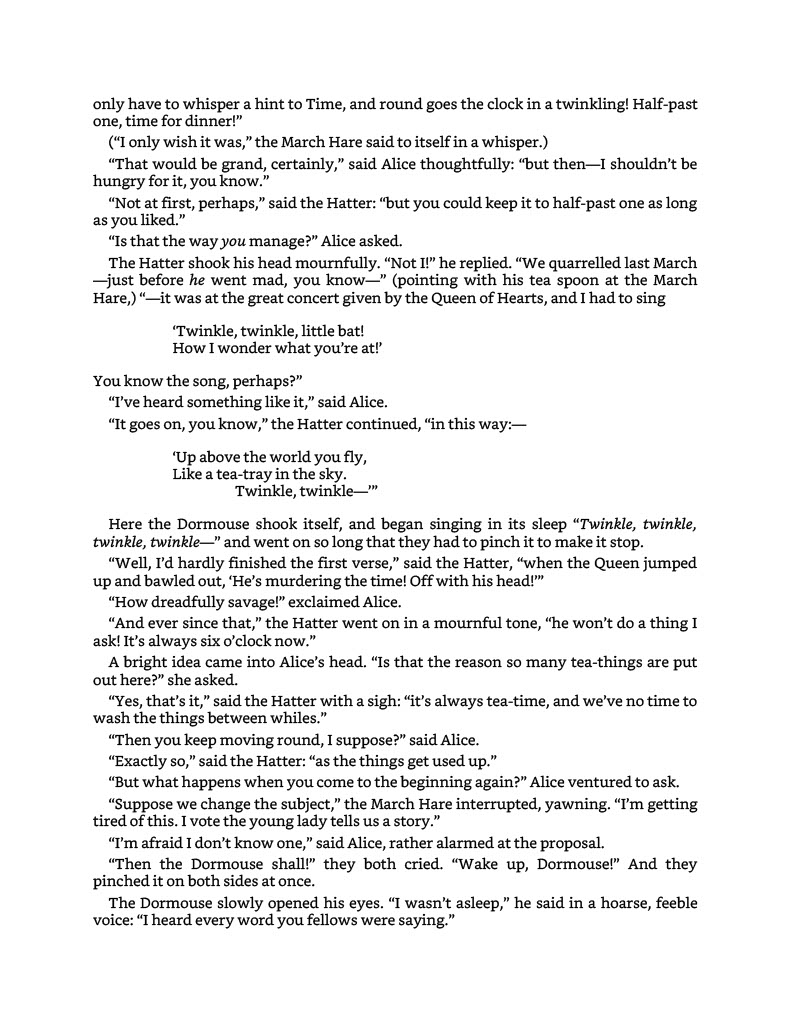 only have to whisper a hint to Time, and round goes the clock in a twinkling! Half-past
one, time for dinner!”
(“I only wish it was,” the March Hare said to itself in a whisper.)
“That would be grand, certainly,” said Alice thoughtfully: “but then—I shouldn’t be
hungry for it, you know.”
“Not at first, perhaps,” said the Hatter: “but you could keep it to half-past one as long
as you liked.”
“Is that the way you manage?” Alice asked.
The Hatter shook his head mournfully. “Not I!” he replied. “We quarrelled last March
—just before he went mad, you know—” (pointing with his tea spoon at the March
Hare,) “—it was at the great concert given by the Queen of Hearts, and I had to sing
‘Twinkle, twinkle, little bat!
How I wonder what you’re at!’
You know the song, perhaps?”
“I’ve heard something like it,” said Alice.
“It goes on, you know,” the Hatter continued, “in this way:—
‘Up above the world you fly,
Like a tea-tray in the sky.
Twinkle, twinkle—’”
Here the Dormouse shook itself, and began singing in its sleep “Twinkle, twinkle,
twinkle, twinkle—” and went on so long that they had to pinch it to make it stop.
“Well, I’d hardly finished the first verse,” said the Hatter, “when the Queen jumped
up and bawled out, ‘He’s murdering the time! Off with his head!’”
“How dreadfully savage!” exclaimed Alice.
“And ever since that,” the Hatter went on in a mournful tone, “he won’t do a thing I
ask! It’s always six o’clock now.”
A bright idea came into Alice’s head. “Is that the reason so many tea-things are put
out here?” she asked.
“Yes, that’s it,” said the Hatter with a sigh: “it’s always tea-time, and we’ve no time to
wash the things between whiles.”
“Then you keep moving round, I suppose?” said Alice.
“Exactly so,” said the Hatter: “as the things get used up.”
“But what happens when you come to the beginning again?” Alice ventured to ask.
“Suppose we change the subject,” the March Hare interrupted, yawning. “I’m getting
tired of this. I vote the young lady tells us a story.”
“I’m afraid I don’t know one,” said Alice, rather alarmed at the proposal.
“Then the Dormouse shall!” they both cried. “Wake up, Dormouse!” And they
pinched it on both sides at once.
The Dormouse slowly opened his eyes. “I wasn’t asleep,” he said in a hoarse, feeble
voice: “I heard every word you fellows were saying.”